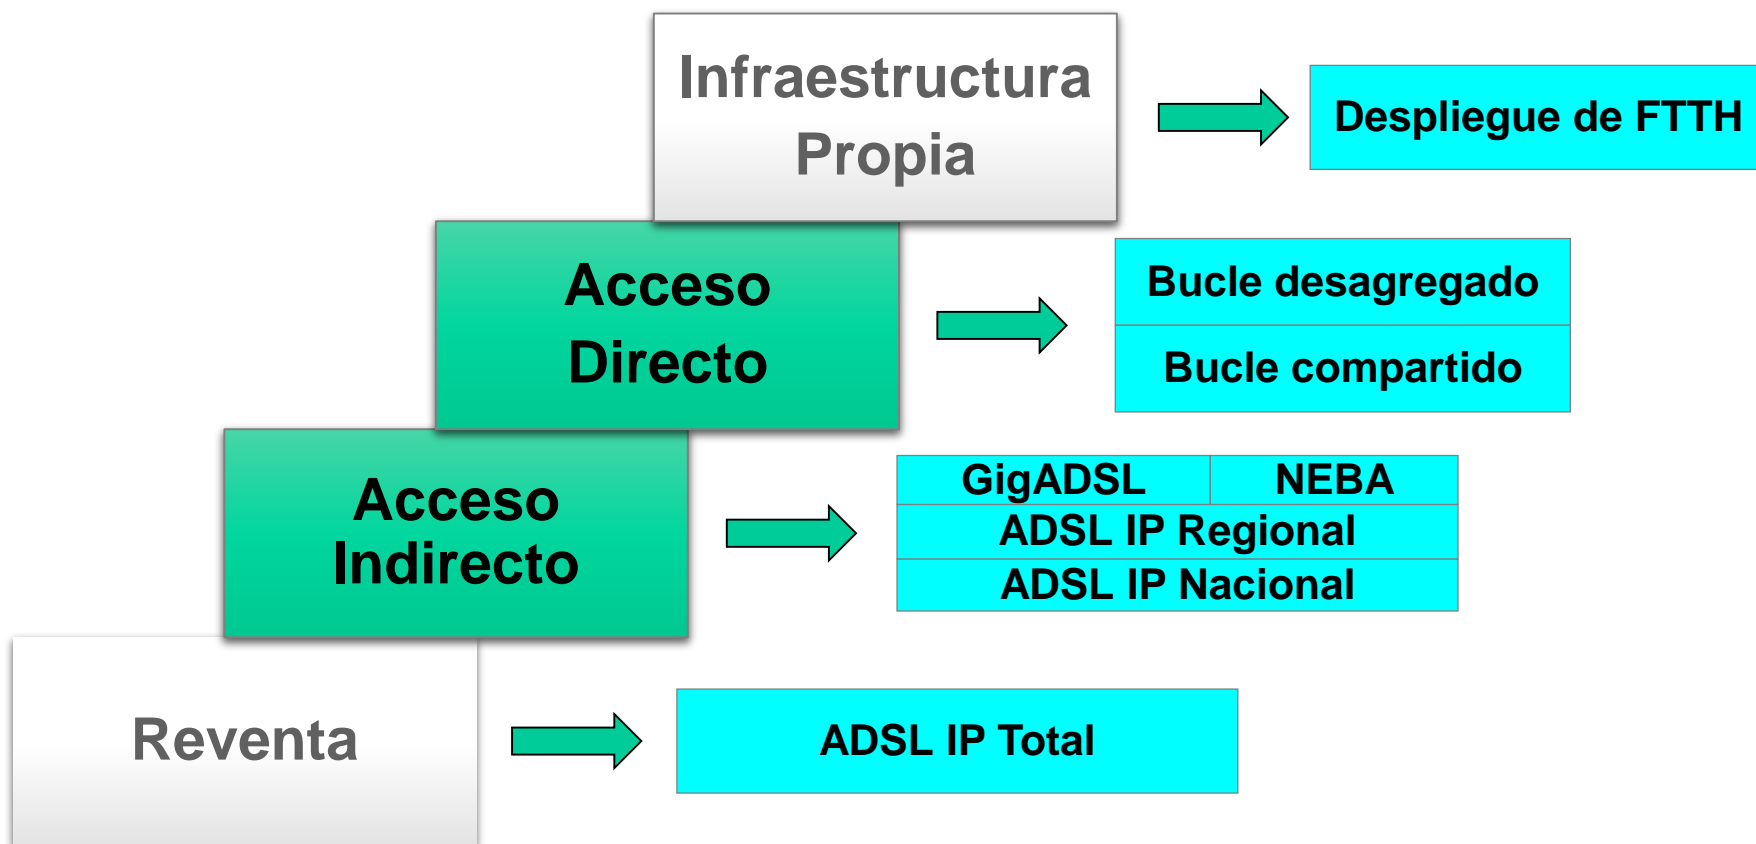 Infraestructura
Propia
Despliegue de FTTH
Acceso
Directo
Bucle desagregado
Bucle compartido
Acceso
Indirecto
GigADSL NEBA
ADSL IP Regional
ADSL IP Nacional
Reventa
ADSL IP Total